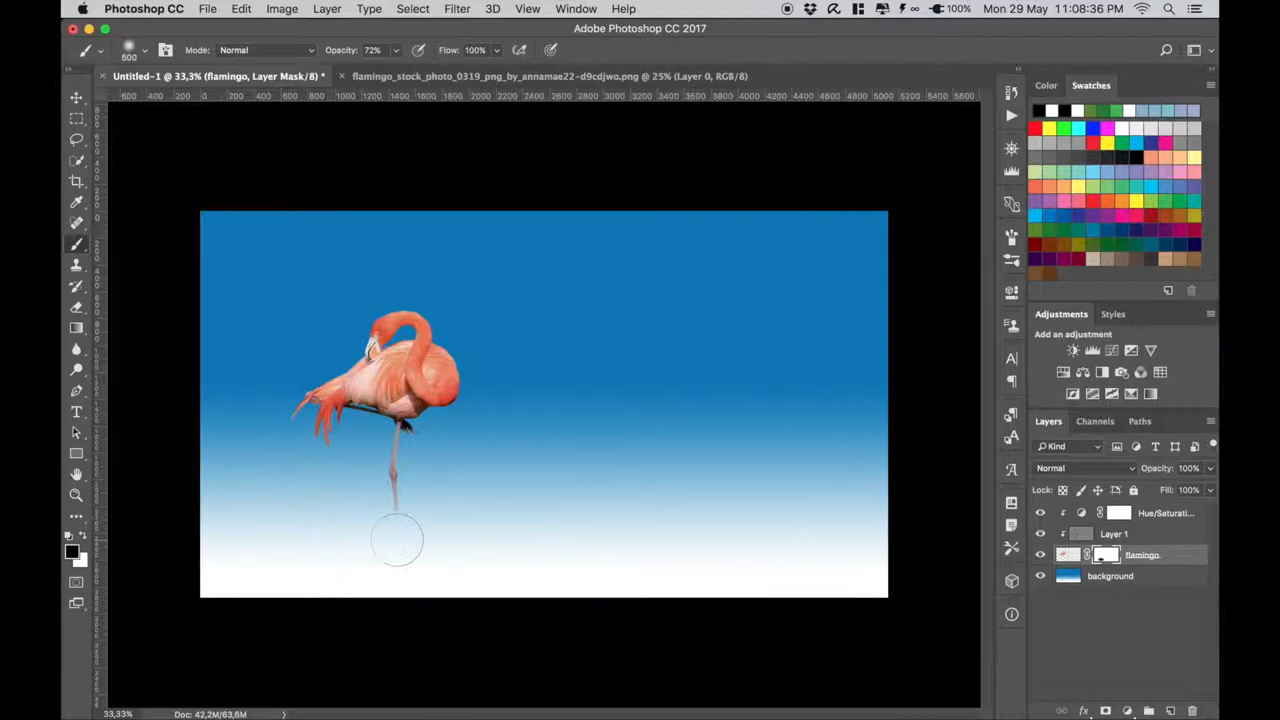 Photoshop CC File Edit Image Layer Type Select Filter 3D View Window Help 100% Mon 29 May 11:08:36 PM
Adobe Photoshop CC 2017
500 Mode: Normal Opacity: 72% Flow: 100%
Untitled-1 @ 33,3% (flamingo, Layer Mask/8) * flamingo_stock_photo_0319_png_by_annamae22-d9cdjwo.png @ 25% (Layer 0, RGB/8)
600 400 200 0 200 400 600 800 1000 1200 1400 1600 1800 2000 2200 2400 2600 2800 3000 3200 3400 3600 3800 4000 4200 4400 4600 4800 5000 5200 5400 5600
Color Swatches
Adjustments Styles
Add an adjustment
Layers Channels Paths
Kind
Normal Opacity: 100%
Lock: Fill: 100%
Hue/Saturati...
Layer 1
flamingo
background
33,33% Doc: 42,2M/63,6M